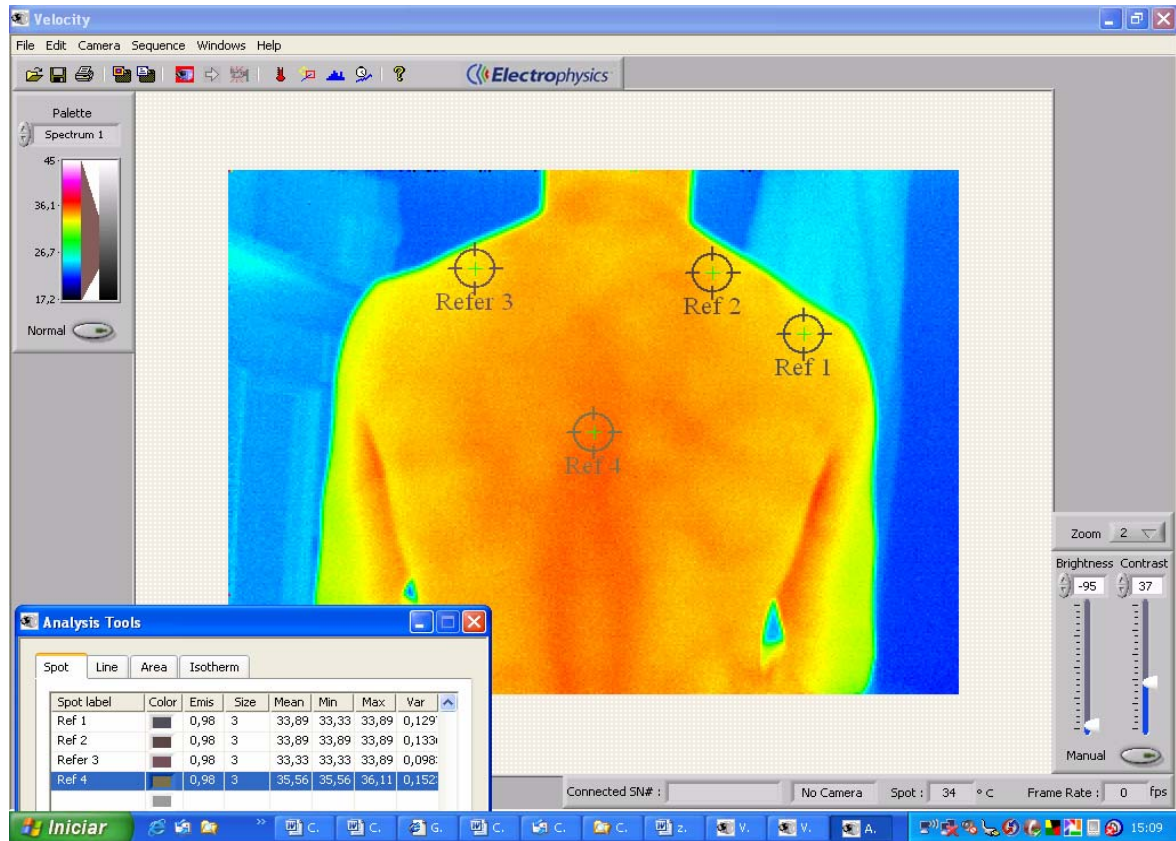 Velocity
File Edit Camera Sequence Windows Help
Electrophysics
Palette
Spectrum 1
45
36,1
26,7
17,2
Normal
Refer 3
Ref 2
Ref 1
Ref 4
Zoom 2
Brightness Contrast
-95 37
Manual
Analysis Tools
Spot Line Area Isotherm
Spot label Color Emis Size Mean Min Max Var
Ref 1 0,98 3 33,89 33,33 33,89 0,129
Ref 2 0,98 3 33,89 33,89 33,89 0,133
Refer 3 0,98 3 33,33 33,33 33,89 0,098
Ref 4 0,98 3 35,56 35,56 36,11 0,152
Connected SN# : No Camera Spot : 34 ° C Frame Rate : 0 fps
Iniciar » C. C. G. C. C. C. z. V. V. A. 15:09